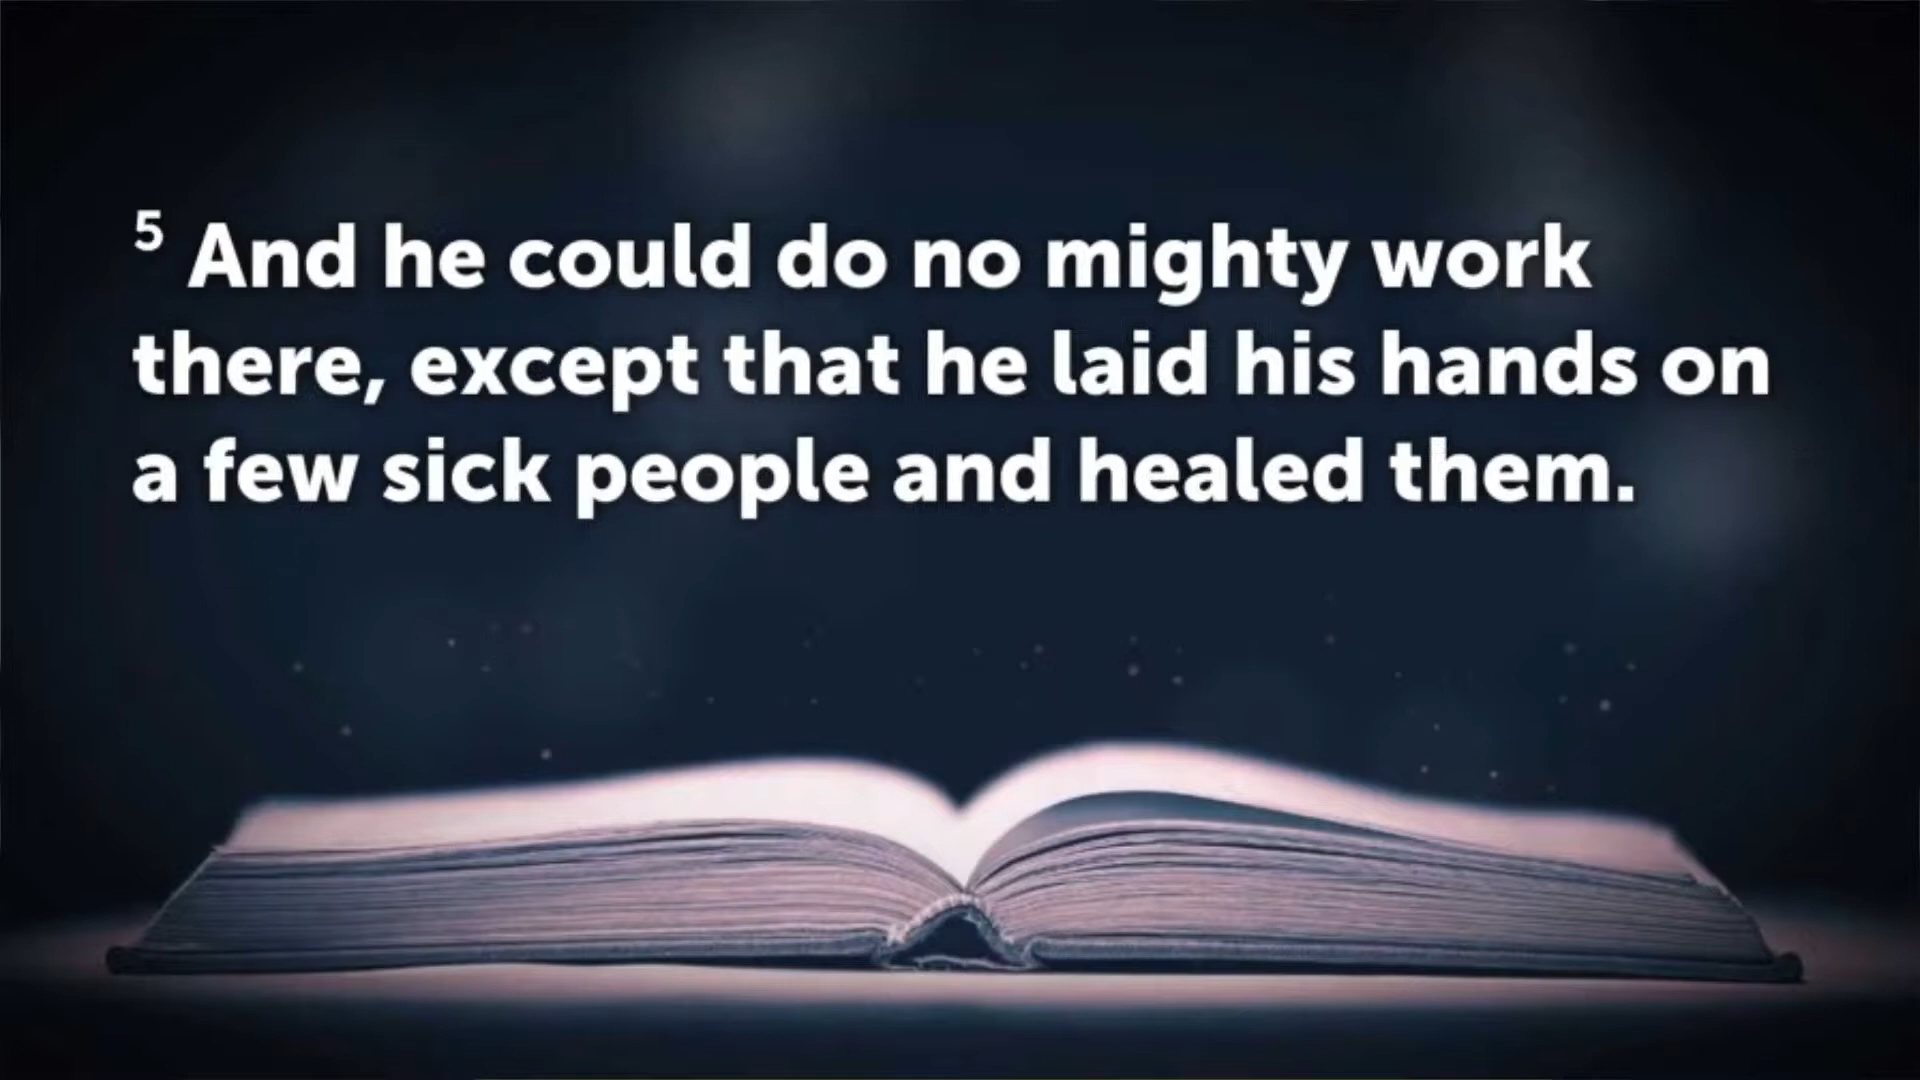 5 And he could do no mighty work
there, except that he laid his hands on
a few sick people and healed them.